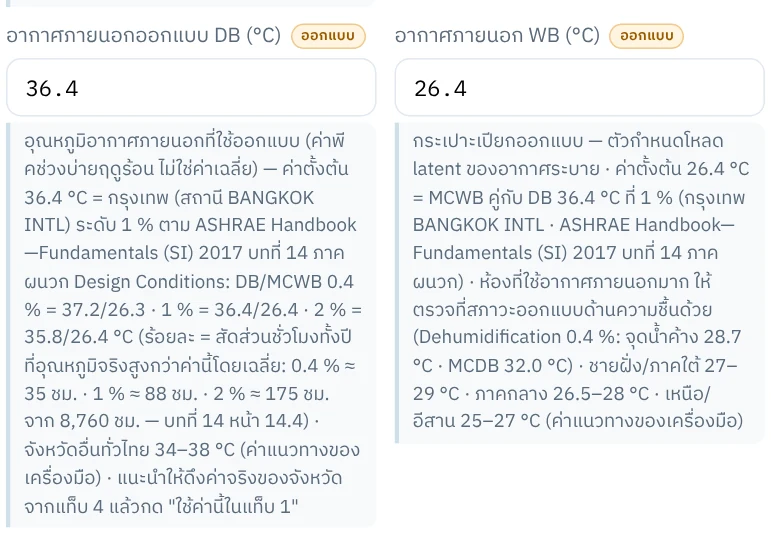 อากาศภายนอกออกแบบ DB (°C) ออกแบบ
36.4
อุณหภูมิอากาศภายนอกที่ใช้ออกแบบ (ค่าพี
คช่วงบ่ายฤดูร้อน ไม่ใช่ค่าเฉลี่ย) — ค่าตั้งต้น
36.4 °C = กรุงเทพ (สถานี BANGKOK
INTL) ระดับ 1 % ตาม ASHRAE Handbook
—Fundamentals (SI) 2017 บทที่ 14 ภาค
ผนวก Design Conditions: DB/MCWB 0.4
% = 37.2/26.3 · 1 % = 36.4/26.4 · 2 % =
35.8/26.4 °C (ร้อยละ = สัดส่วนชั่วโมงทั้งปี
ที่อุณหภูมิจริงสูงกว่าค่านี้โดยเฉลี่ย: 0.4 % ≈
35 ชม. · 1 % ≈ 88 ชม. · 2 % ≈ 175 ชม.
จาก 8,760 ชม. — บทที่ 14 หน้า 14.4) ·
จังหวัดอื่นทั่วไทย 34–38 °C (ค่าแนวทางของ
เครื่องมือ) · แนะนำให้ดึงค่าจริงของจังหวัด
จากแท็บ 4 แล้วกด "ใช้ค่านี้ในแท็บ 1"
อากาศภายนอก WB (°C) ออกแบบ
26.4
กระเปาะเปียกออกแบบ — ตัวกำหนดโหลด
latent ของอากาศระบาย · ค่าตั้งต้น 26.4 °C
= MCWB คู่กับ DB 36.4 °C ที่ 1 % (กรุงเทพ
BANGKOK INTL · ASHRAE Handbook—
Fundamentals (SI) 2017 บทที่ 14 ภาค
ผนวก) · ห้องที่ใช้อากาศภายนอกมาก ให้
ตรวจที่สภาวะออกแบบด้านความชื้นด้วย
(Dehumidification 0.4 %: จุดน้ำค้าง 28.7
°C · MCDB 32.0 °C) · ชายฝั่ง/ภาคใต้ 27–
29 °C · ภาคกลาง 26.5–28 °C · เหนือ/
อีสาน 25–27 °C (ค่าแนวทางของเครื่องมือ)